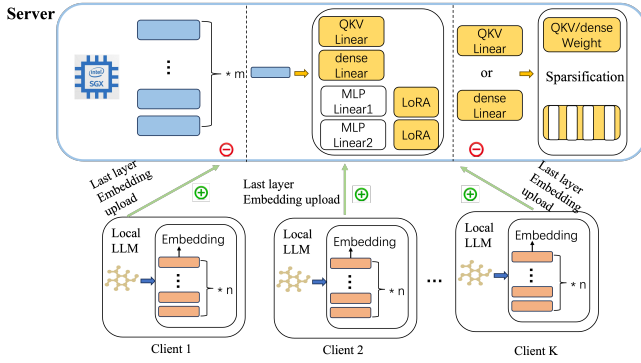 Server
intel
SGX
* m
QKV
Linear
dense
Linear
MLP
Linear1
MLP
Linear2
LoRA
LoRA
QKV
Linear
or
dense
Linear
QKV/dense
Weight
Sparsification
Last layer
Embedding
upload
Last layer
Embedding upload
Last layer
Embedding
upload
Local
LLM
Embedding
* n
Client 1
Local
LLM
Embedding
* n
Client 2
...
Local
LLM
Embedding
* n
Client K